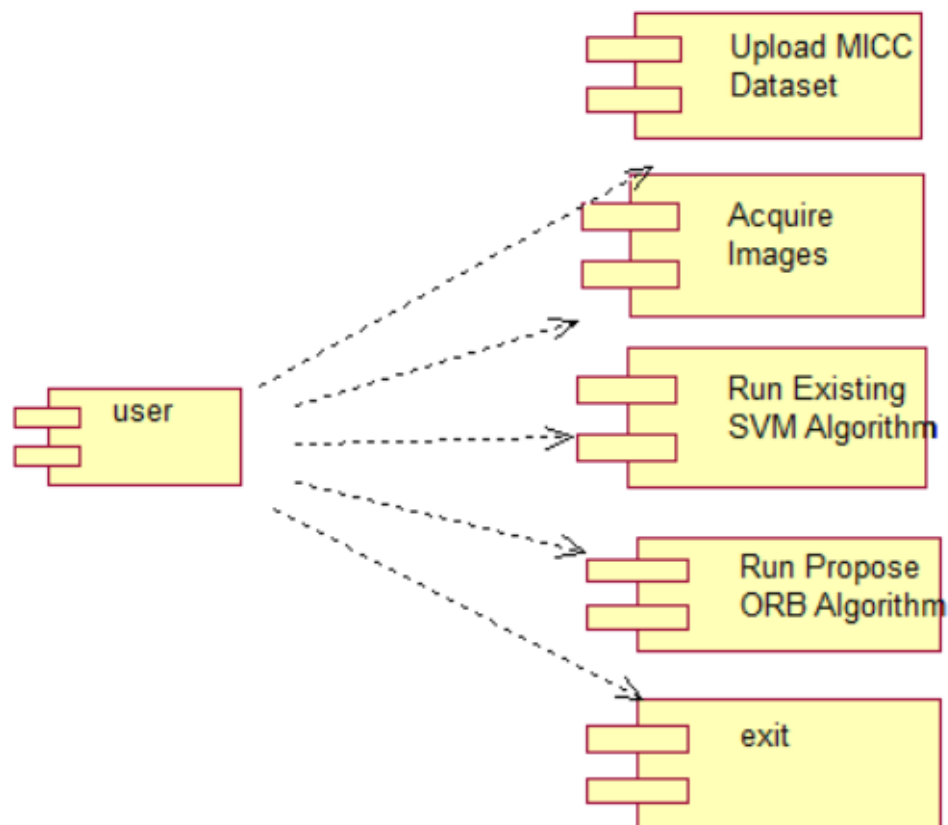 Upload MICC
Dataset
Acquire
Images
user
Run Existing
SVM Algorithm
Run Propose
ORB Algorithm
exit